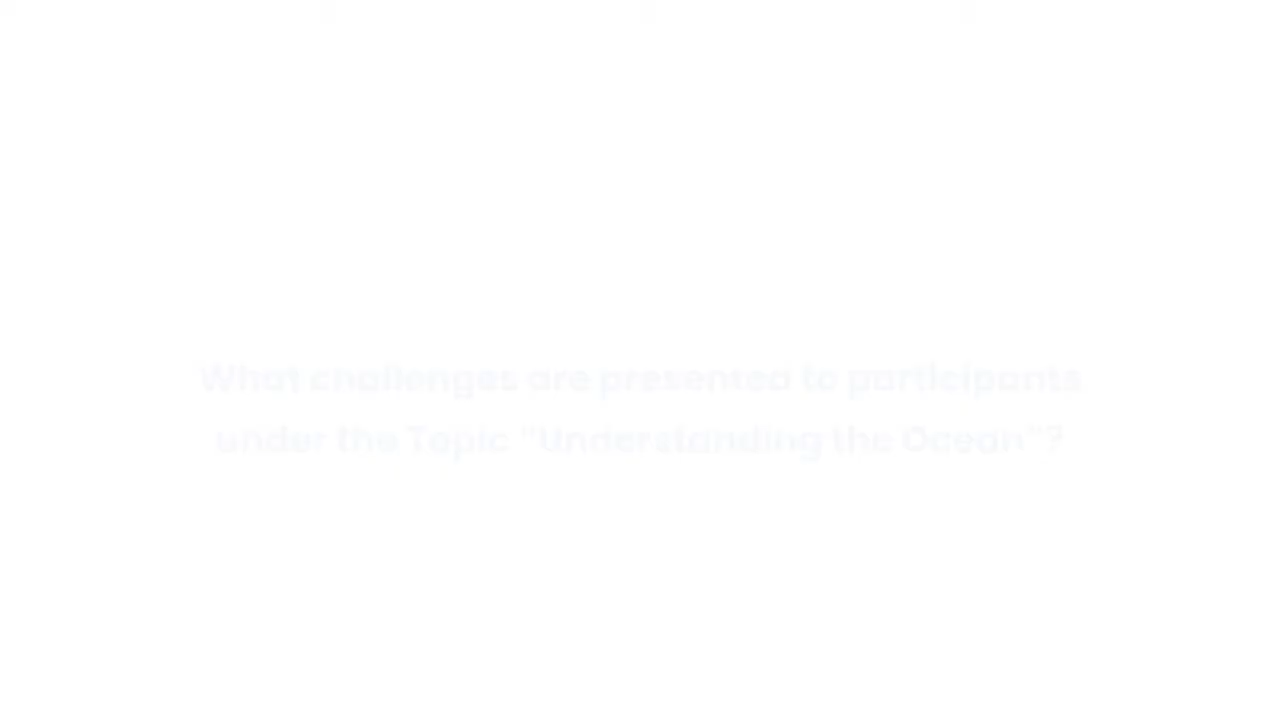 What challenges are presented to participants
under the Topic "Understanding the Ocean"?